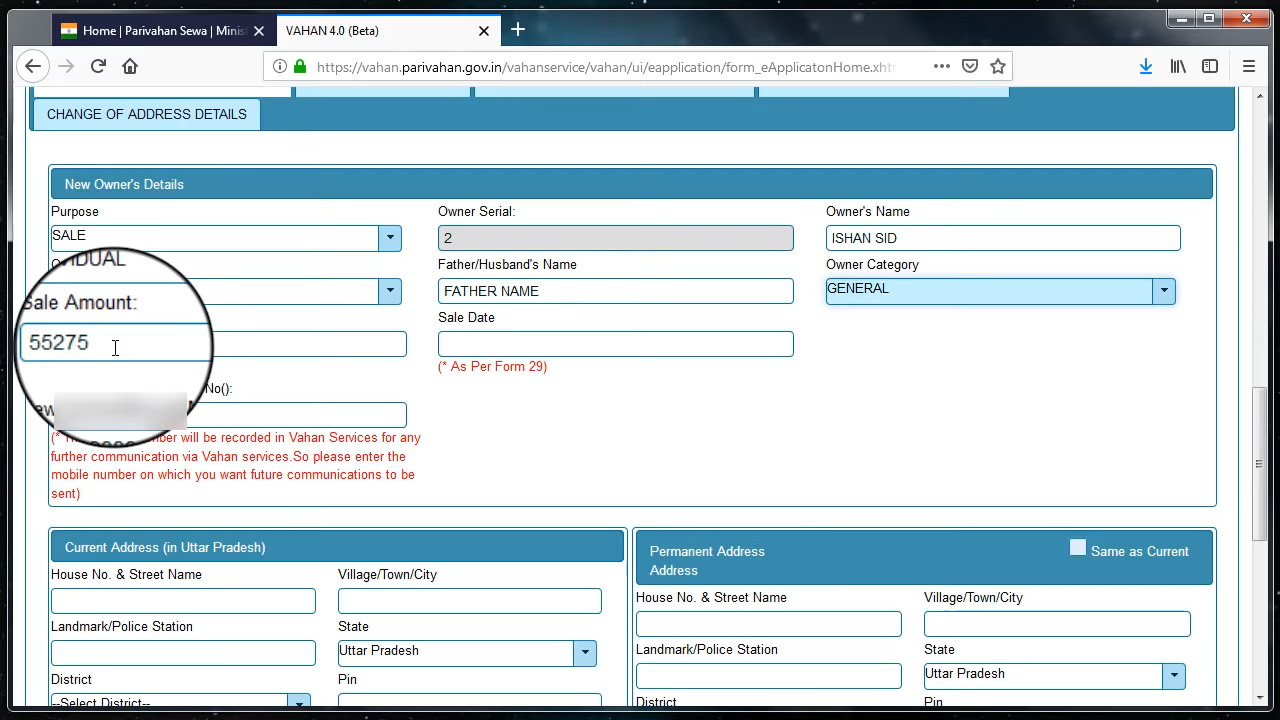 Home | Parivahan Sewa | Minis
VAHAN 4.0 (Beta)
https://vahan.parivahan.gov.in/vahanservice/vahan/ui/eapplication/form_eApplicatonHome.xht
CHANGE OF ADDRESS DETAILS
New Owner's Details
Purpose
Owner Serial:
Owner's Name
SALE
2
ISHAN SID
Father/Husband's Name
Owner Category
FATHER NAME
GENERAL
Sale Amount:
Sale Date
55275
(* As Per Form 29)
No():
will be recorded in Vahan Services for any
further communication via Vahan services.So please enter the
mobile number on which you want future communications to be
sent)
Current Address (in Uttar Pradesh)
Permanent Address
Same as Current
Address
House No. & Street Name
Village/Town/City
House No. & Street Name
Village/Town/City
Landmark/Police Station
State
Uttar Pradesh
Landmark/Police Station
State
Uttar Pradesh
District
Pin
--Select District--
District
Pin